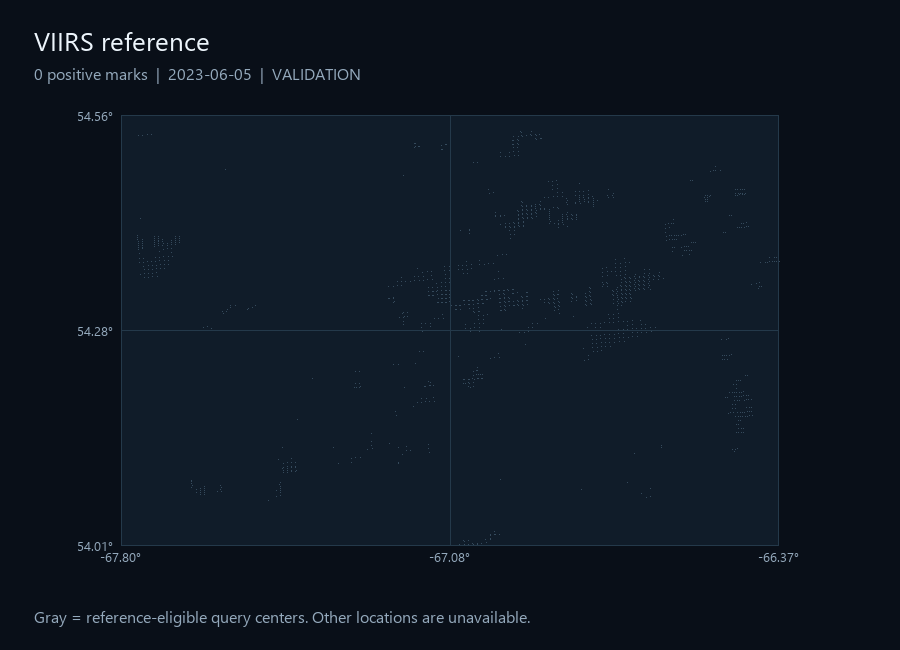 VIIRS reference
0 positive marks | 2023-06-05 | VALIDATION
54.56°
54.28°
54.01°
-67.80°
-67.08°
-66.37°
Gray = reference-eligible query centers. Other locations are unavailable.